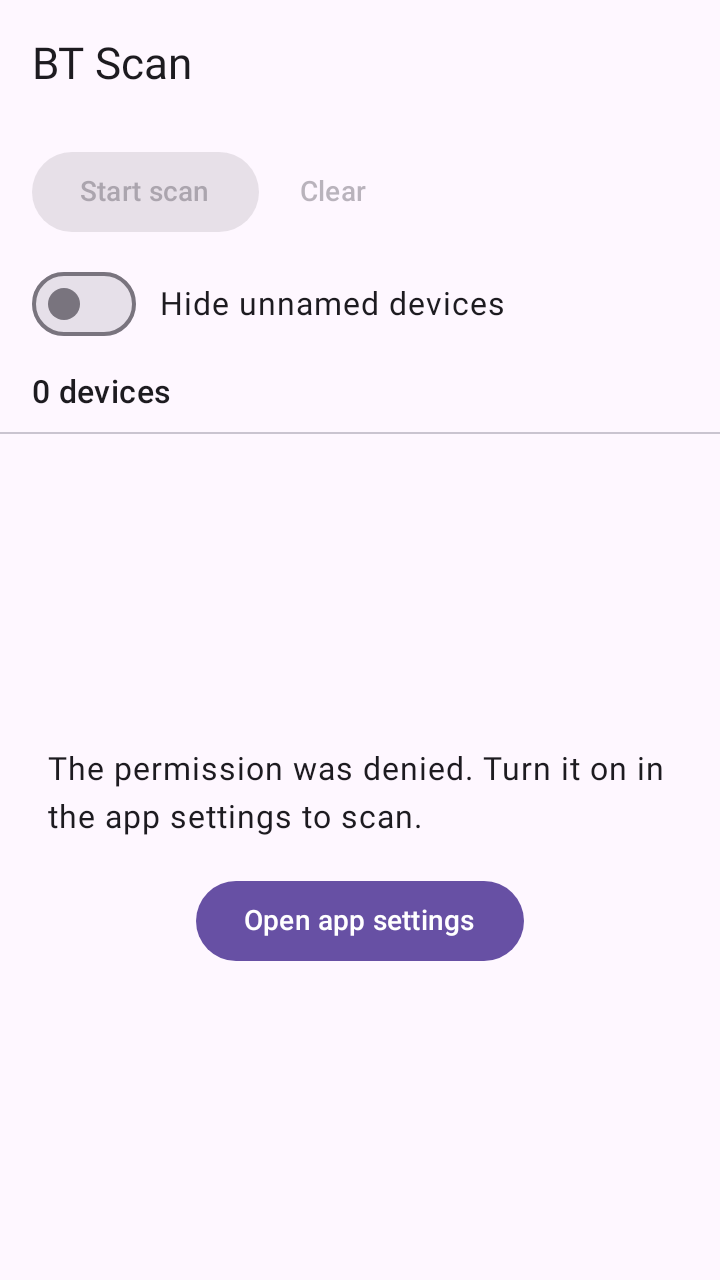 BT Scan
Start scan
Clear
Hide unnamed devices
0 devices
The permission was denied. Turn it on in
the app settings to scan.
Open app settings